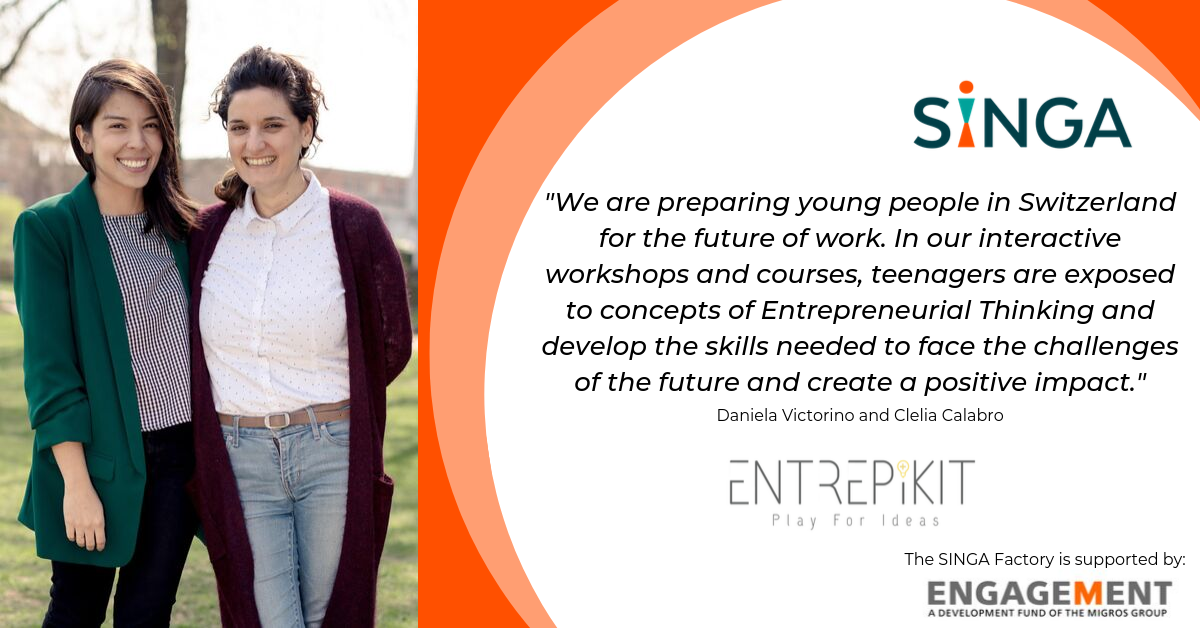 SiNGA
"We are preparing young people in Switzerland
for the future of work. In our interactive
workshops and courses, teenagers are exposed
to concepts of Entrepreneurial Thinking and
develop the skills needed to face the challenges
of the future and create a positive impact."
Daniela Victorino and Clelia Calabro
ENTREPiKIT
Play For Ideas
The SINGA Factory is supported by:
ENGAGEMENT
A DEVELOPMENT FUND OF THE MIGROS GROUP